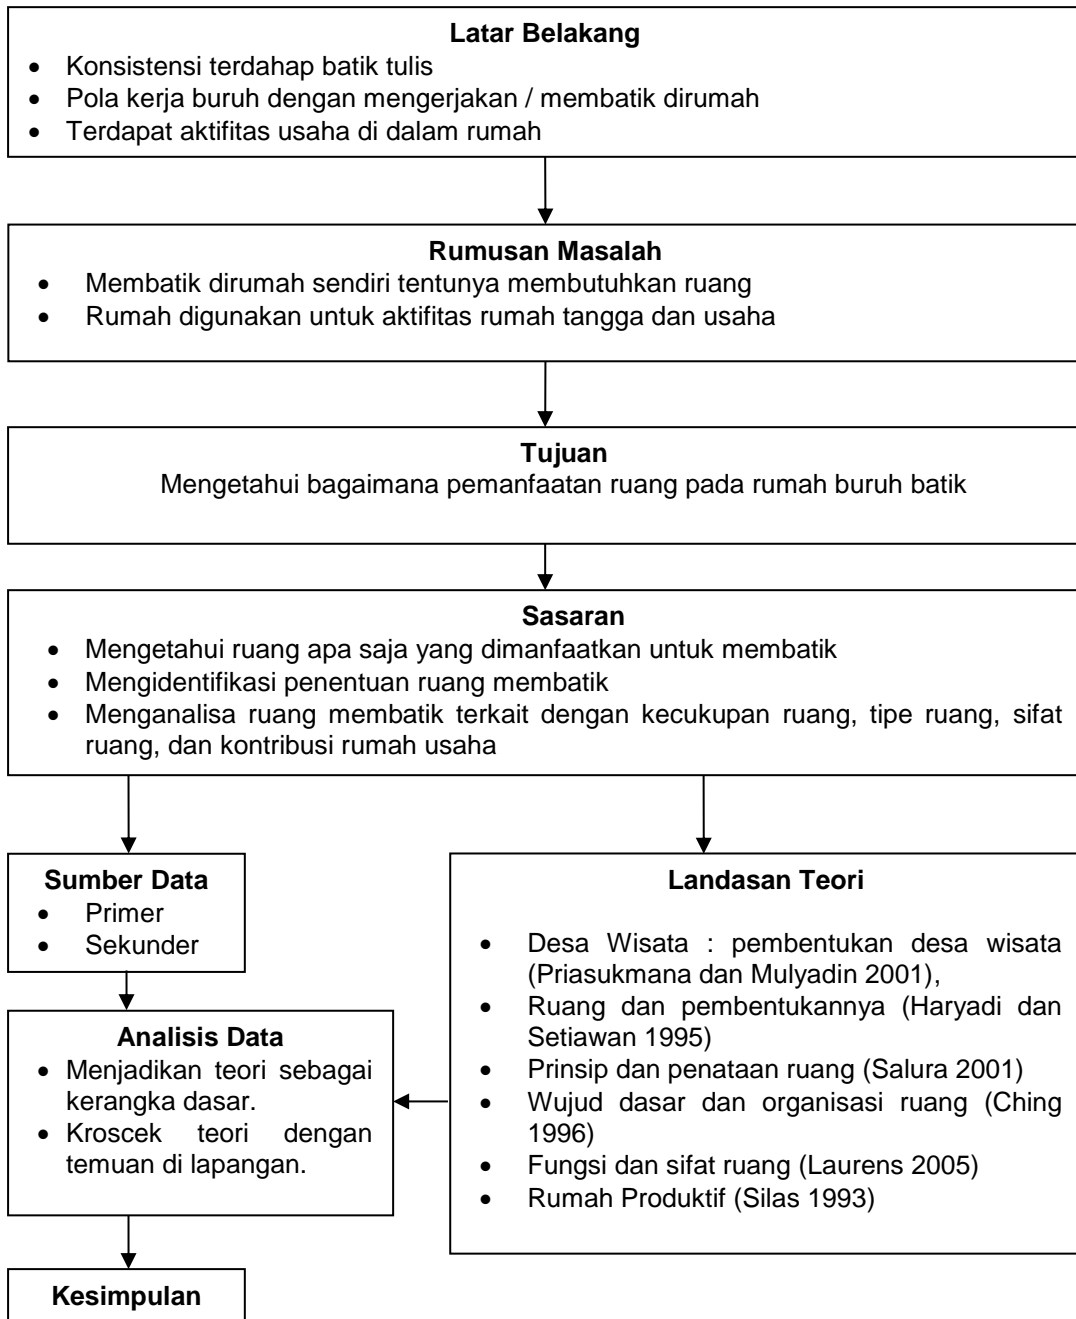 Latar Belakang
• Konsistensi terdahap batik tulis
• Pola kerja buruh dengan mengerjakan / membatik dirumah
• Terdapat aktifitas usaha di dalam rumah
Rumusan Masalah
• Membatik dirumah sendiri tentunya membutuhkan ruang
• Rumah digunakan untuk aktifitas rumah tangga dan usaha
Tujuan
Mengetahui bagaimana pemanfaatan ruang pada rumah buruh batik
Sasaran
• Mengetahui ruang apa saja yang dimanfaatkan untuk membatik
• Mengidentifikasi penentuan ruang membatik
• Menganalisa ruang membatik terkait dengan kecukupan ruang, tipe ruang, sifat
ruang, dan kontribusi rumah usaha
Sumber Data
• Primer
• Sekunder
Landasan Teori
• Desa Wisata : pembentukan desa wisata
(Priasukmana dan Mulyadin 2001),
• Ruang dan pembentukannya (Haryadi dan
Setiawan 1995)
• Prinsip dan penataan ruang (Salura 2001)
• Wujud dasar dan organisasi ruang (Ching
1996)
• Fungsi dan sifat ruang (Laurens 2005)
• Rumah Produktif (Silas 1993)
Analisis Data
• Menjadikan teori sebagai
kerangka dasar.
• Kroscek teori dengan
temuan di lapangan.
Kesimpulan